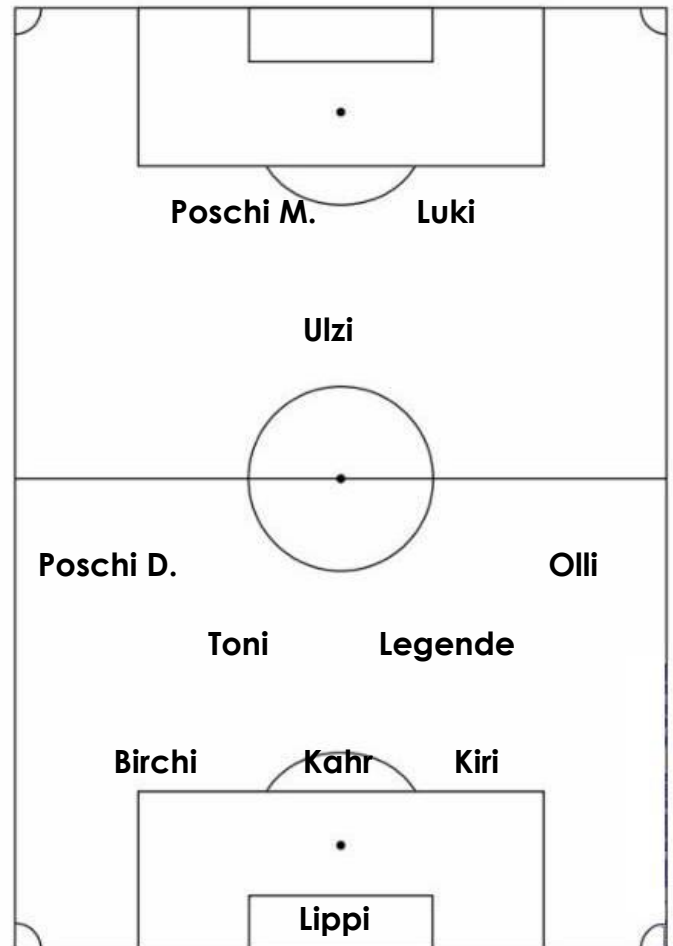 Poschi M. Luki
Ulzi
Poschi D. Olli
Toni Legende
Birchi Kahr Kiri
Lippi